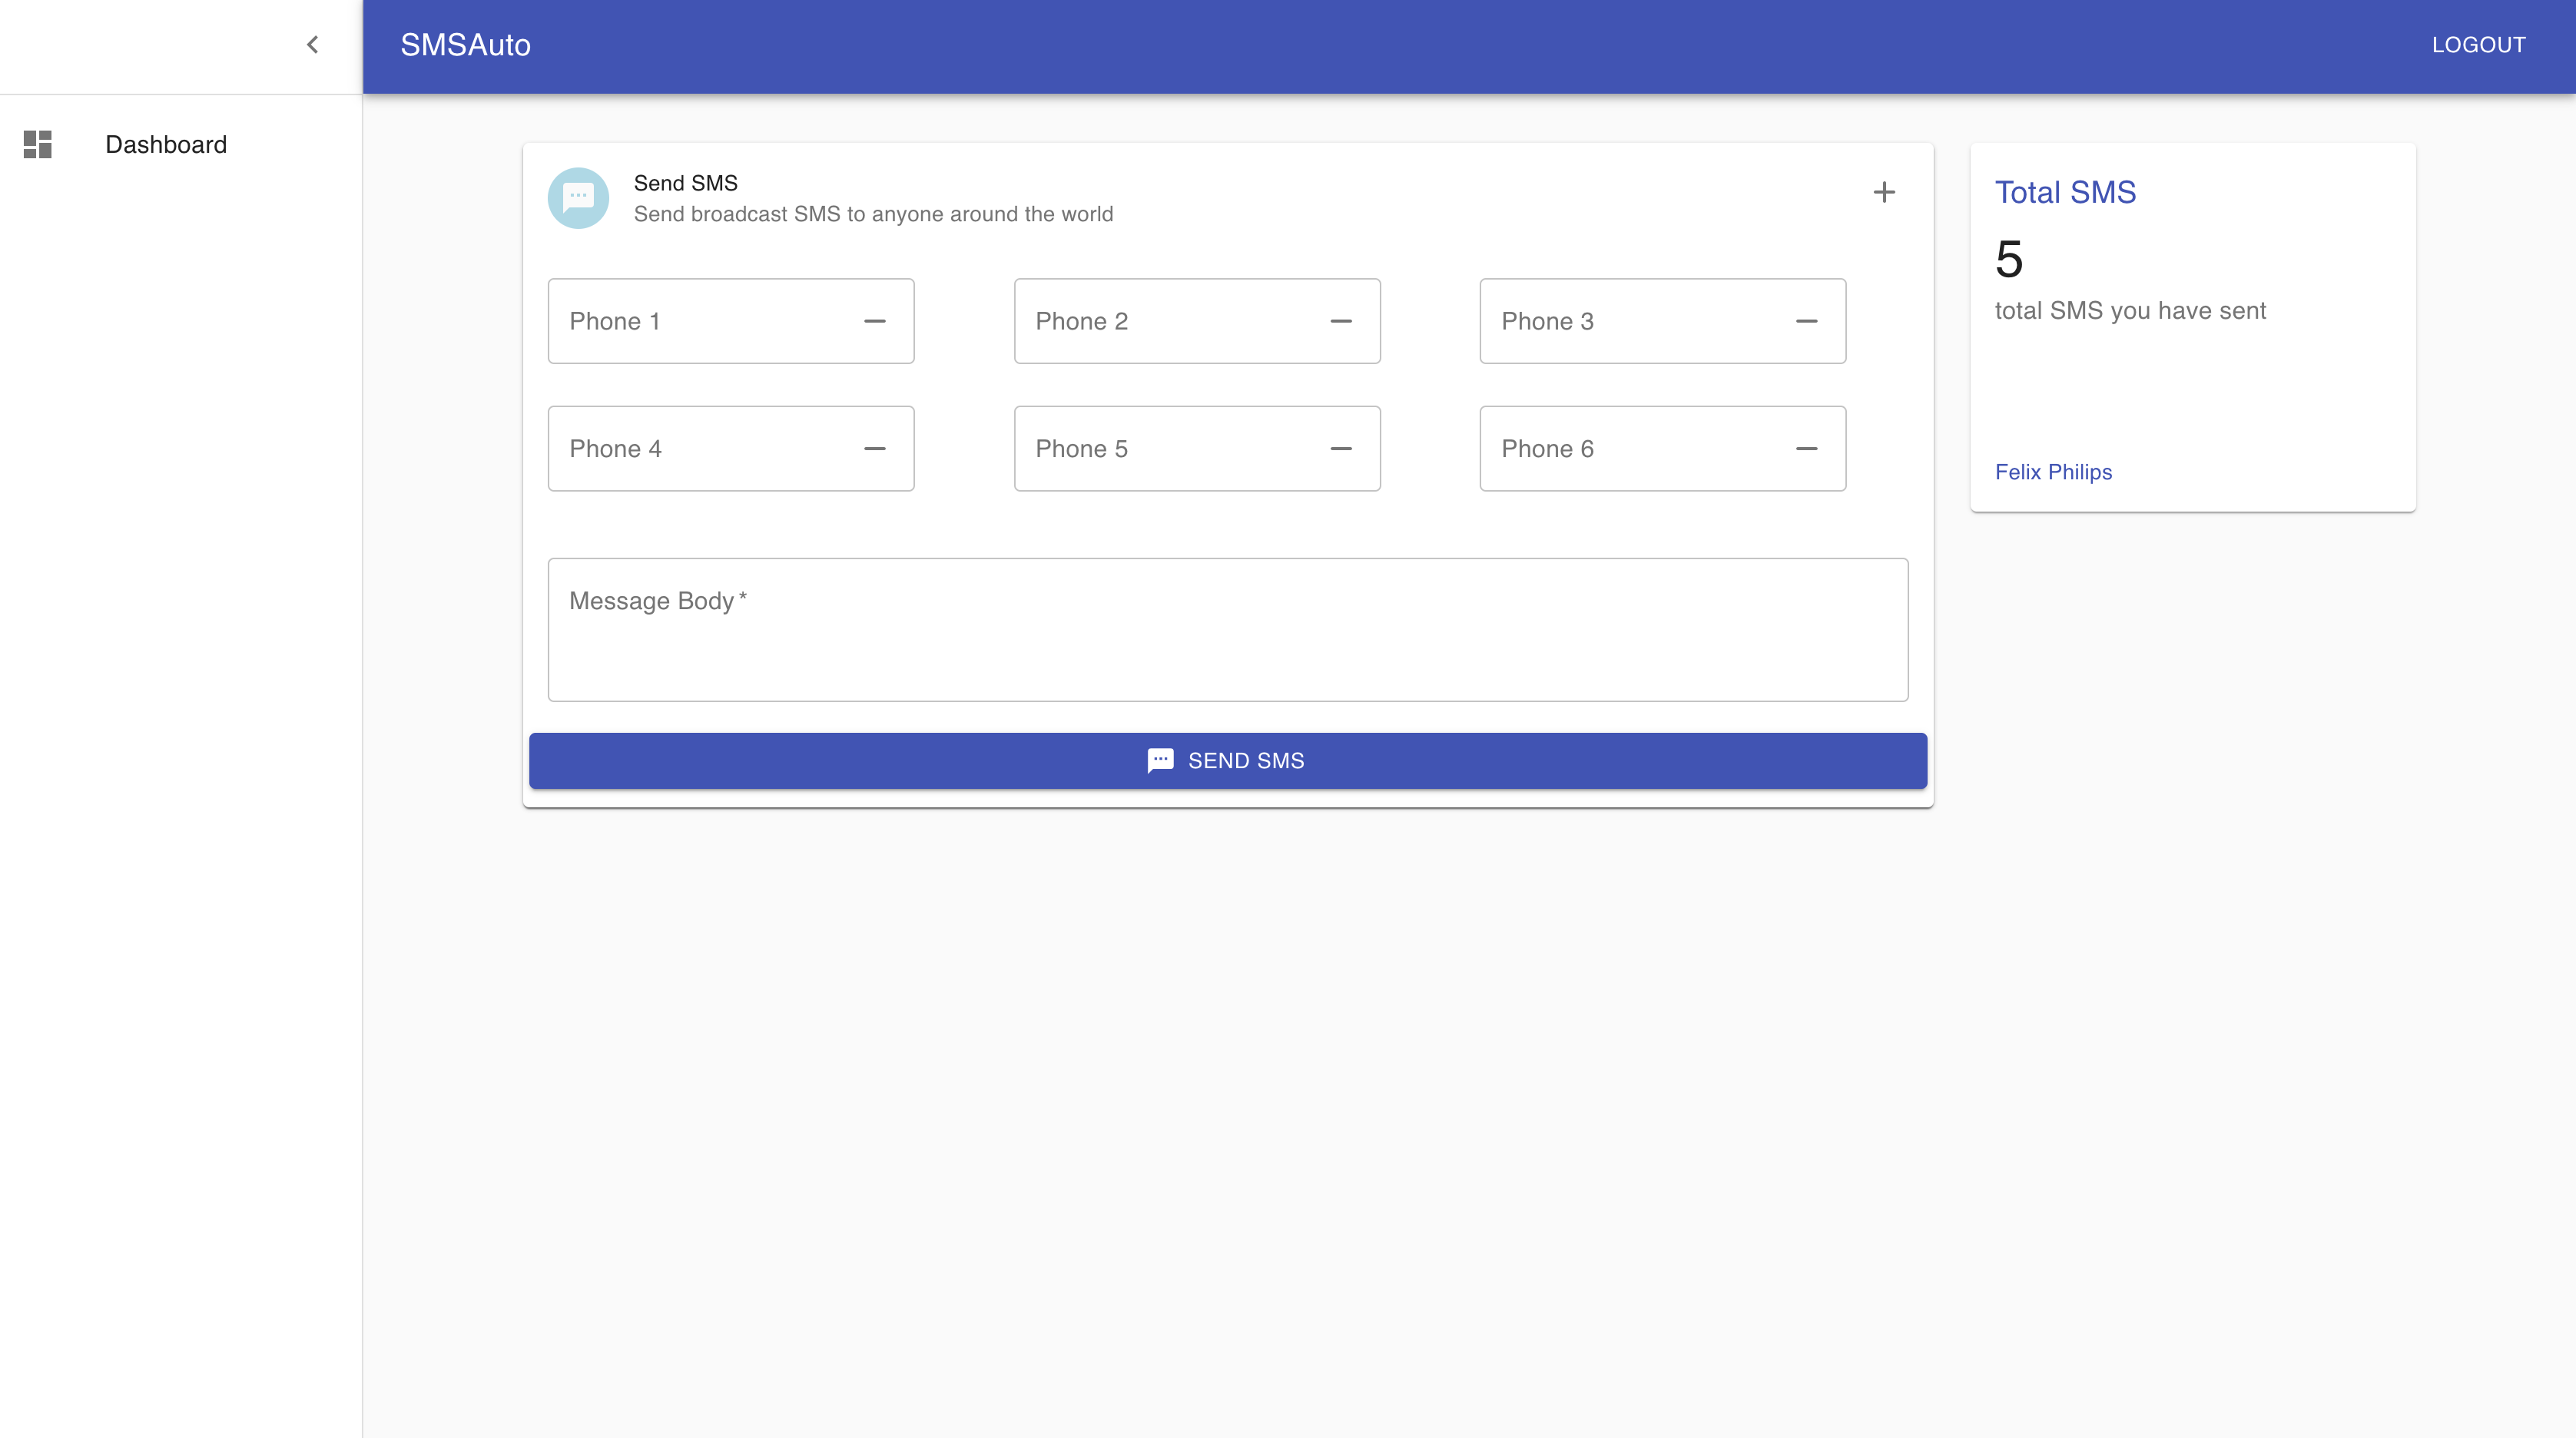 SMSAuto
LOGOUT
Dashboard
Send SMS
Send broadcast SMS to anyone around the world
Phone 1
Phone 2
Phone 3
Phone 4
Phone 5
Phone 6
Message Body *
SEND SMS
Total SMS
5
total SMS you have sent
Felix Philips